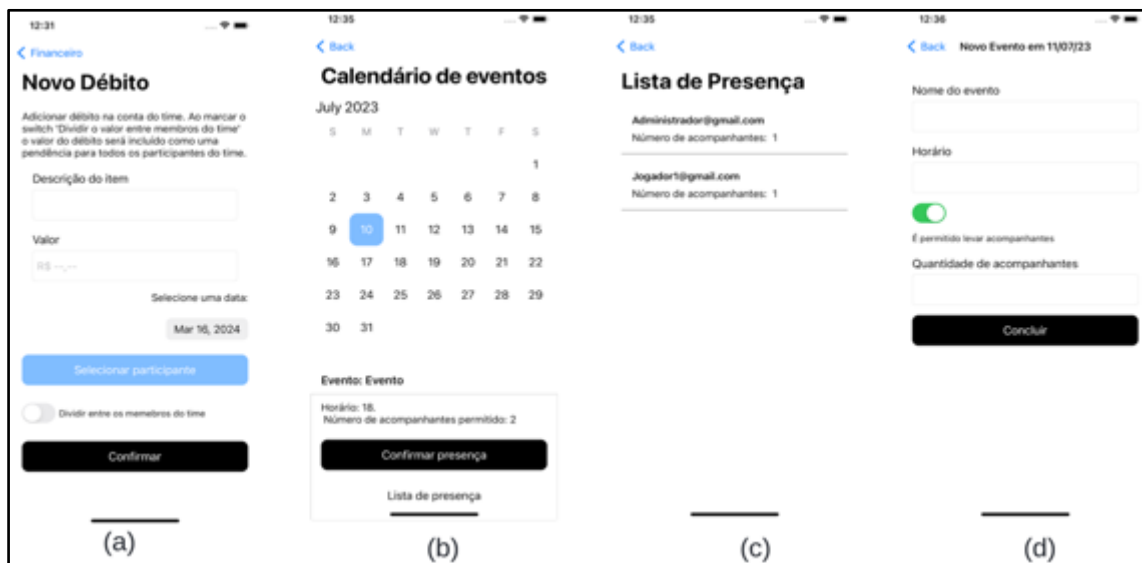 12:31
Financeiro
Novo Débito
Adicionar débito na conta do time. Ao marcar o
switch 'Dividir o valor entre membros do time'
o valor do débito será incluído como uma
pendência para todos os participantes do time.
Descrição do item
Valor
R$ --,--
Selecione uma data:
Mar 16, 2024
Selecionar participante
Dividir entre os memebros do time
Confirmar
(a)
12:35
Back
Calendário de eventos
July 2023
S M T W T F S
1
2 3 4 5 6 7 8
9 10 11 12 13 14 15
16 17 18 19 20 21 22
23 24 25 26 27 28 29
30 31
Evento: Evento
Horário: 18.
Número de acompanhantes permitido: 2
Confirmar presença
Lista de presença
(b)
12:35
Back
Lista de Presença
Administrador@gmail.com
Número de acompanhantes: 1
Jogador1@gmail.com
Número de acompanhantes: 1
(c)
12:36
Back Novo Evento em 11/07/23
Nome do evento
Horário
É permitido levar acompanhantes
Quantidade de acompanhantes
Concluir
(d)